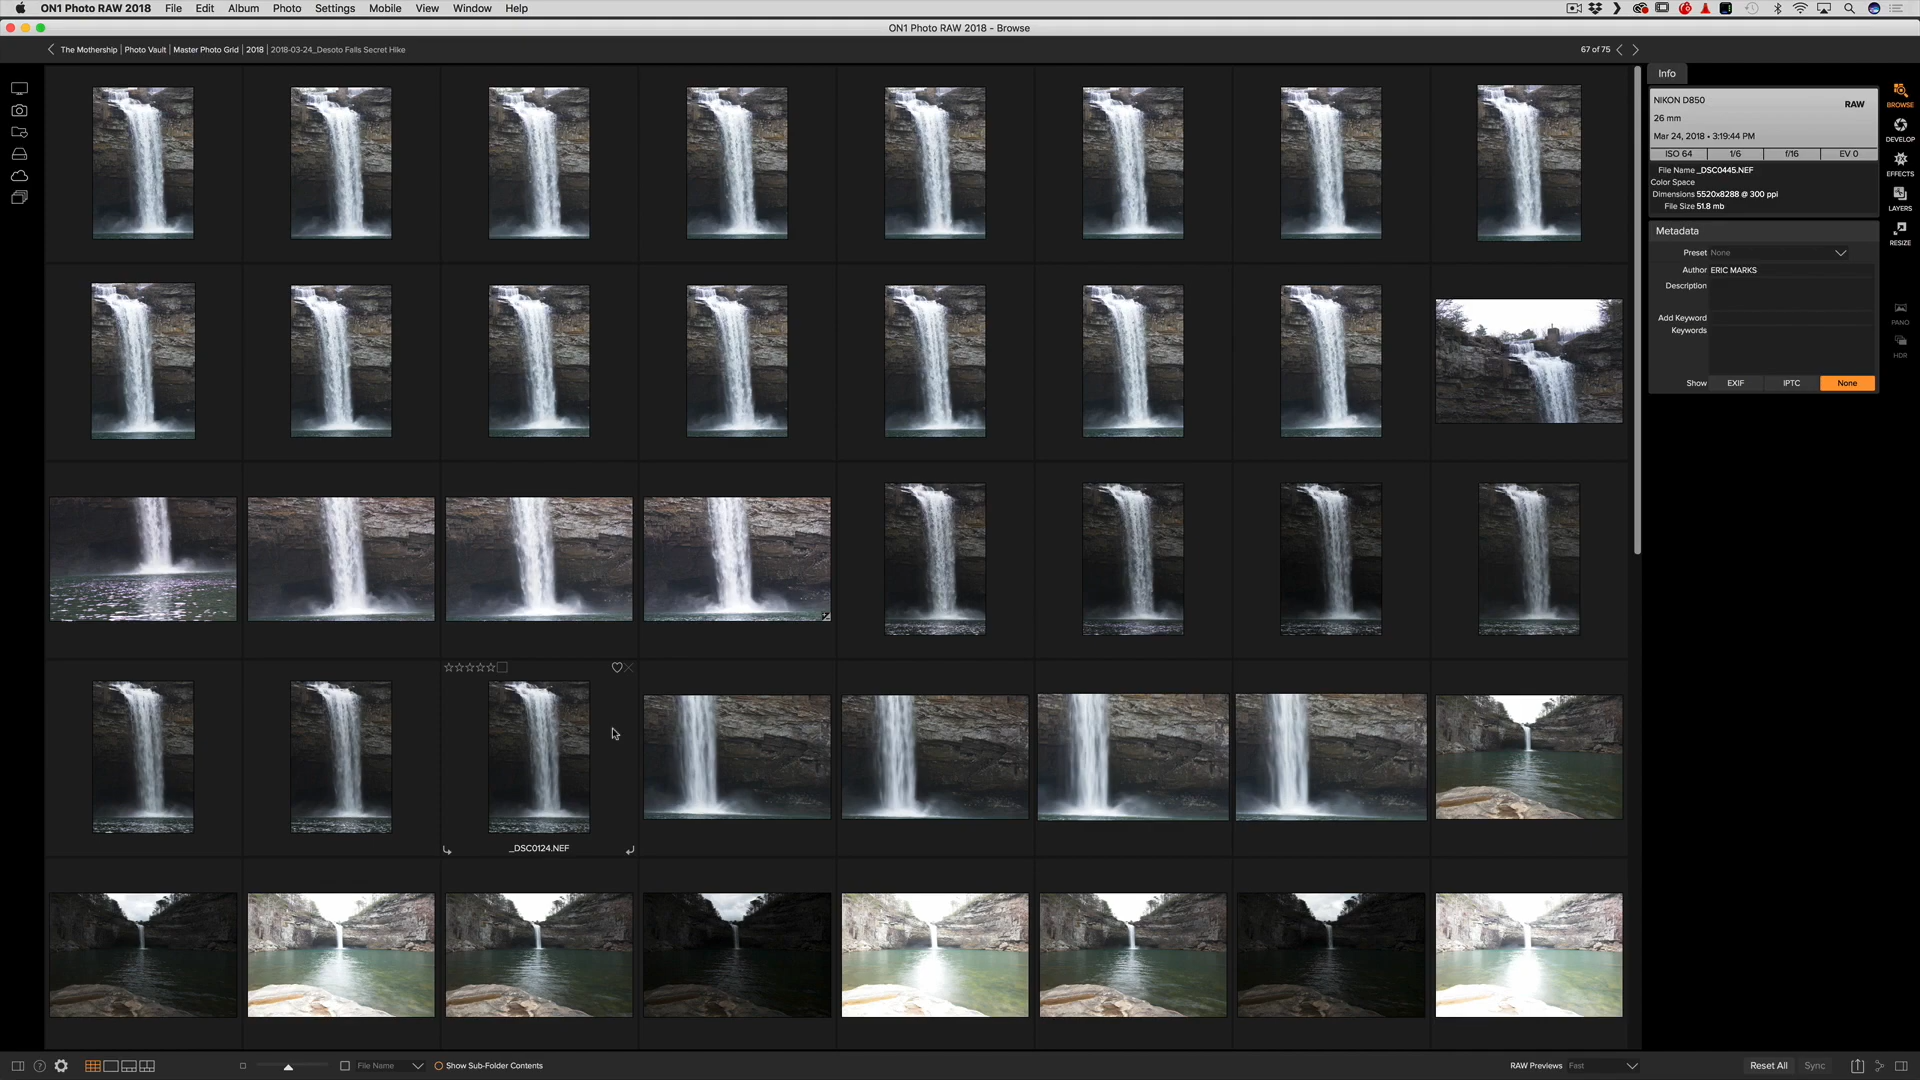 ON1 Photo RAW 2018 File Edit Album Photo Settings Mobile View Window Help
ON1 Photo RAW 2018 - Browse
The Mothership | Photo Vault | Master Photo Grid | 2018 | 2018-03-24_Desoto Falls Secret Hike
67 of 75
Info
NIKON D850 RAW
26 mm
Mar 24, 2018 • 3:19:44 PM
ISO 64 1/6 f/16 EV 0
File Name _DSC0445.NEF
Color Space
Dimensions 5520x8288 @ 300 ppi
File Size 51.8 mb
Metadata
Preset None
Author ERIC MARKS
Description
Add Keyword
Keywords
Show EXIF IPTC None
BROWSE
DEVELOP
EFFECTS
LAYERS
RESIZE
PANO
HDR
_DSC0124.NEF
File Name
Show Sub-Folder Contents
RAW Previews Fast
Reset All Sync